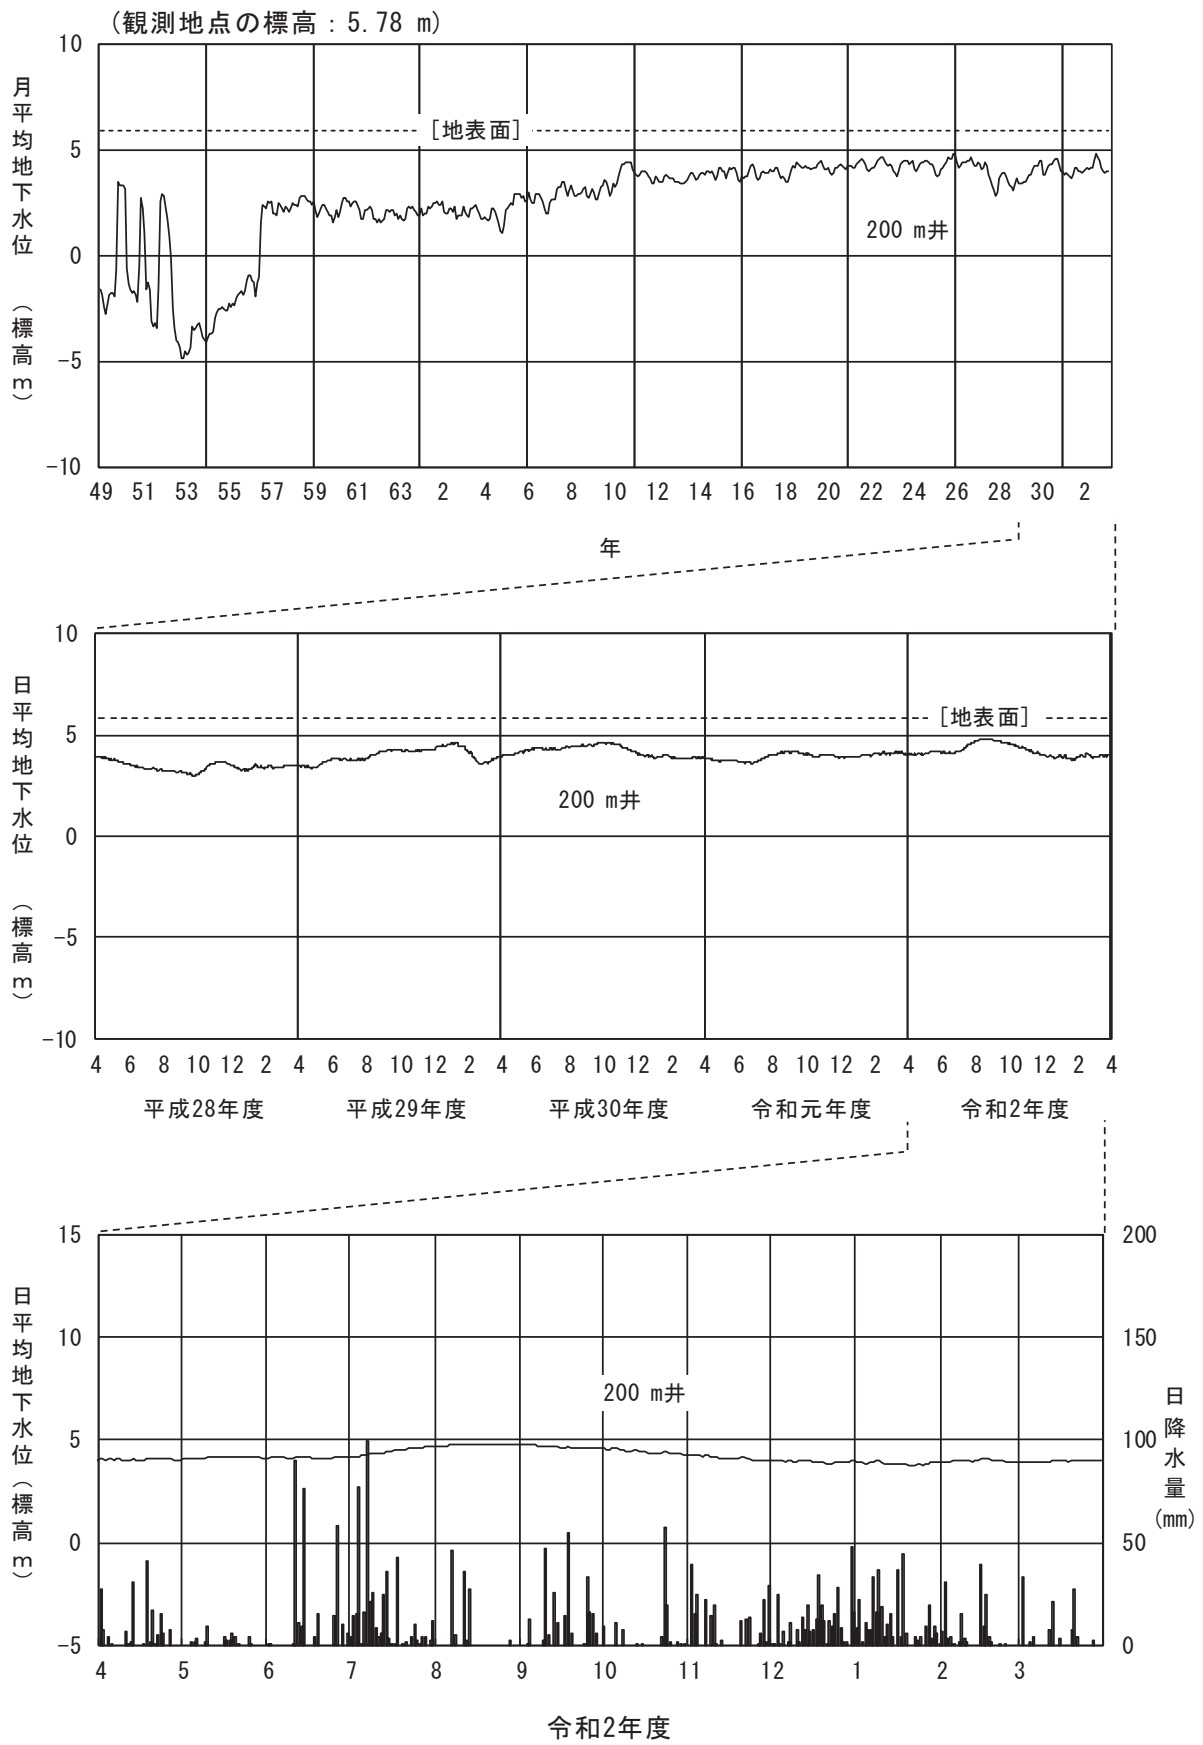 (観測地点の標高：5.78 m)
月平均地下水位 (標高m)
10
5
0
-5
-10
[地表面]
200 m井
49 51 53 55 57 59 61 63 2 4 6 8 10 12 14 16 18 20 22 24 26 28 30 2
年
日平均地下水位 (標高m)
10
5
0
-5
-10
[地表面]
200 m井
4 6 8 10 12 2 4 6 8 10 12 2 4 6 8 10 12 2 4 6 8 10 12 2 4 6 8 10 12 2 4
平成28年度 平成29年度 平成30年度 令和元年度 令和2年度
日平均地下水位(標高m)
15
10
5
0
-5
200 m井
200
150
100
50
0
日降水量(mm)
4 5 6 7 8 9 10 11 12 1 2 3
令和2年度